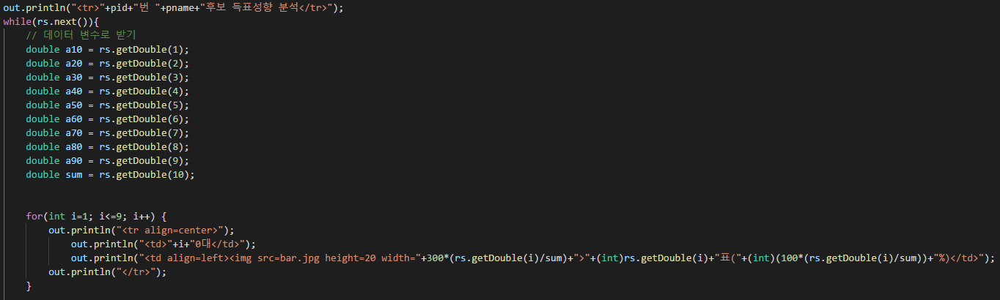 out.println("<tr>"+pid+"번 "+pname+"후보 득표성향 분석</tr>");
while(rs.next()){
// 데이터 변수로 받기
double a10 = rs.getDouble(1);
double a20 = rs.getDouble(2);
double a30 = rs.getDouble(3);
double a40 = rs.getDouble(4);
double a50 = rs.getDouble(5);
double a60 = rs.getDouble(6);
double a70 = rs.getDouble(7);
double a80 = rs.getDouble(8);
double a90 = rs.getDouble(9);
double sum = rs.getDouble(10);
for(int i=1; i<=9; i++) {
out.println("<tr align=center>");
out.println("<td>"+i+"0대</td>");
out.println("<td align=left><img src=bar.jpg height=20 width="+300*(rs.getDouble(i)/sum)+">"+(int)rs.getDouble(i)+"표("+(int)(100*(rs.getDouble(i)/sum))+"%)</td>");
out.println("</tr>");
}